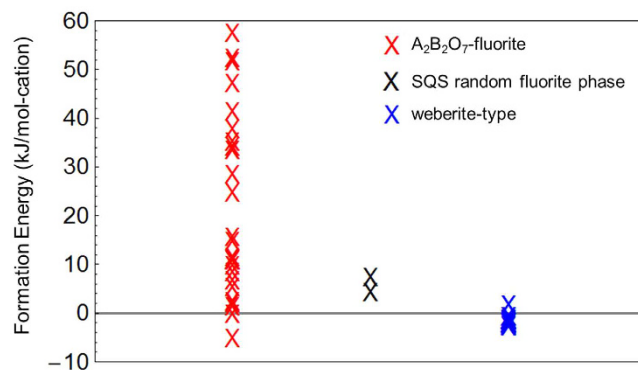 Formation Energy (kJ/mol-cation)
60
50
40
30
20
10
0
–10
X A₂B₂O₇-fluorite
X SQS random fluorite phase
X weberite-type